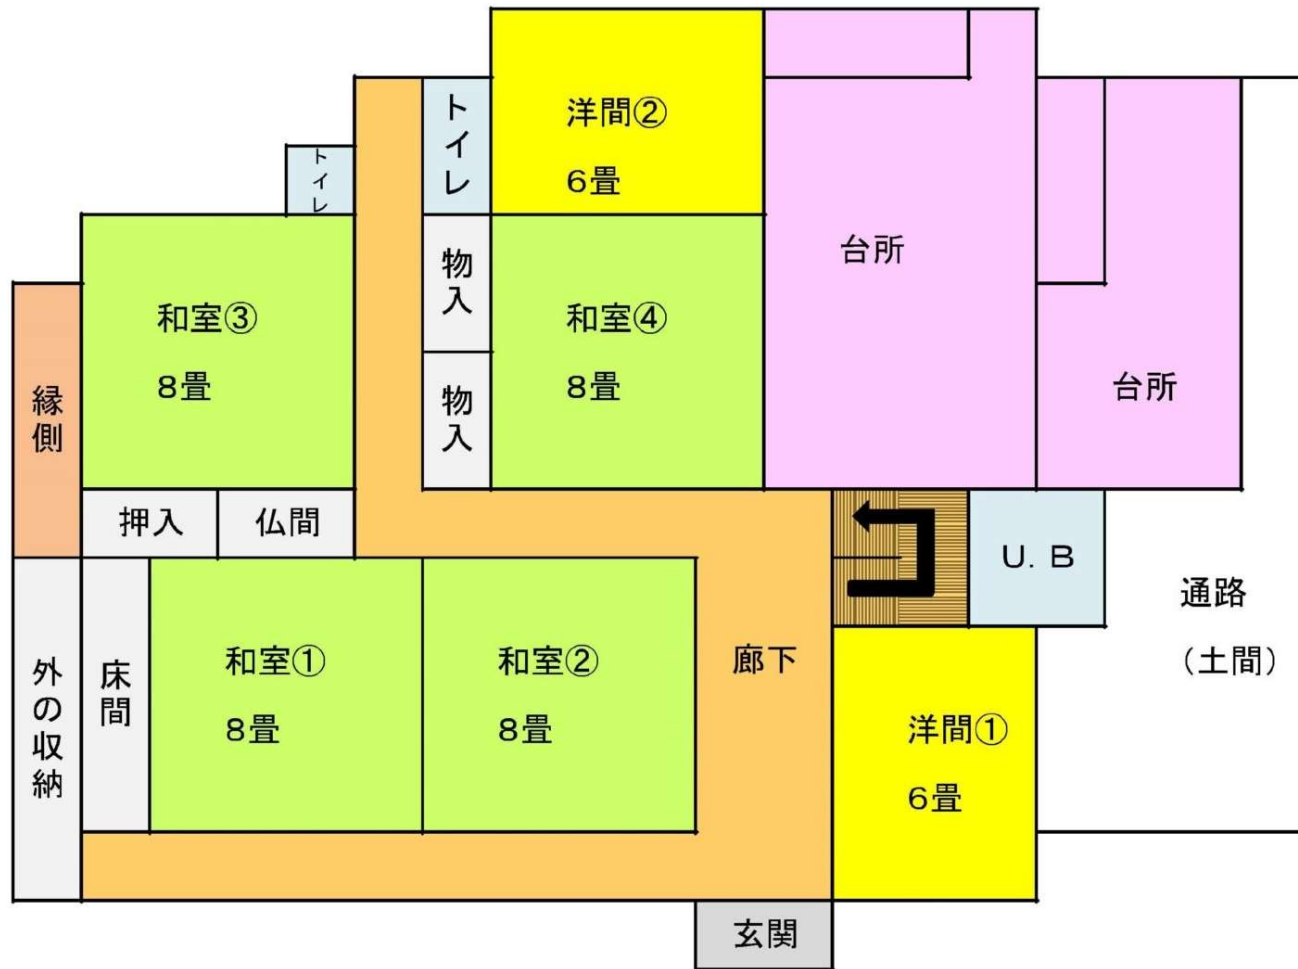 トイレ
洋間②
６畳
トイレ
物入
台所
和室③
８畳
和室④
８畳
物入
台所
縁側
押入
仏間
U. B
通路
（土間）
外の収納
床間
和室①
８畳
和室②
８畳
廊下
洋間①
６畳
玄関